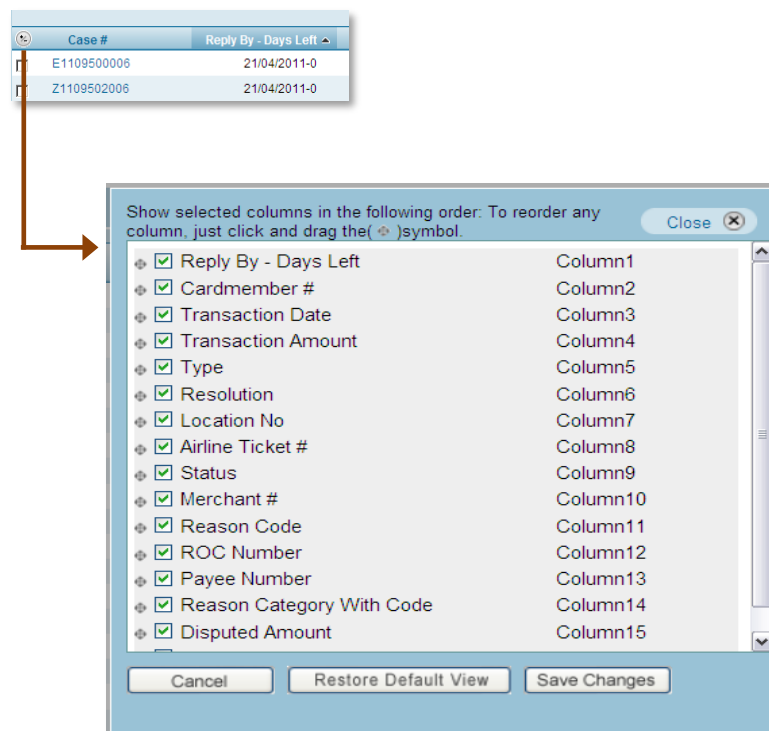 Case # Reply By - Days Left
E1109500006 21/04/2011-0
Z1109502006 21/04/2011-0
Show selected columns in the following order: To reorder any
column, just click and drag the( )symbol.
Close
Reply By - Days Left Column1
Cardmember # Column2
Transaction Date Column3
Transaction Amount Column4
Type Column5
Resolution Column6
Location No Column7
Airline Ticket # Column8
Status Column9
Merchant # Column10
Reason Code Column11
ROC Number Column12
Payee Number Column13
Reason Category With Code Column14
Disputed Amount Column15
Cancel Restore Default View Save Changes